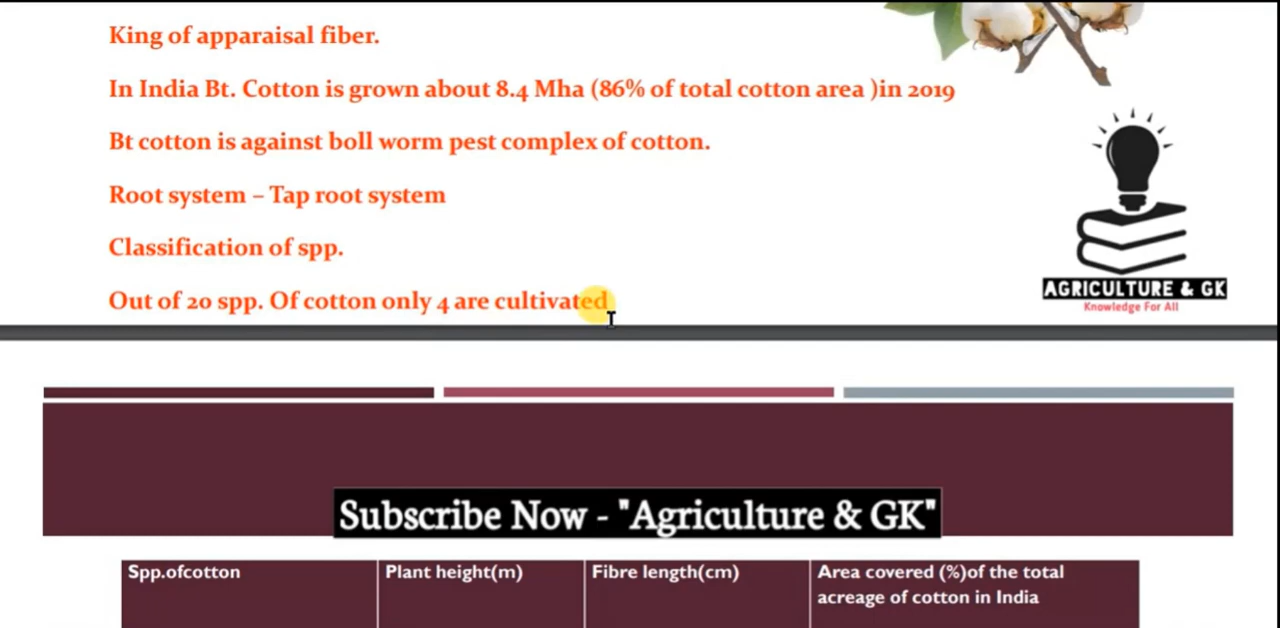 King of apparaisal fiber.
In India Bt. Cotton is grown about 8.4 Mha (86% of total cotton area )in 2019
Bt cotton is against boll worm pest complex of cotton.
Root system – Tap root system
Classification of spp.
Out of 20 spp. Of cotton only 4 are cultivated
AGRICULTURE & GK
Knowledge For All
Subscribe Now - "Agriculture & GK"
Spp.ofcotton
Plant height(m)
Fibre length(cm)
Area covered (%)of the total
acreage of cotton in India